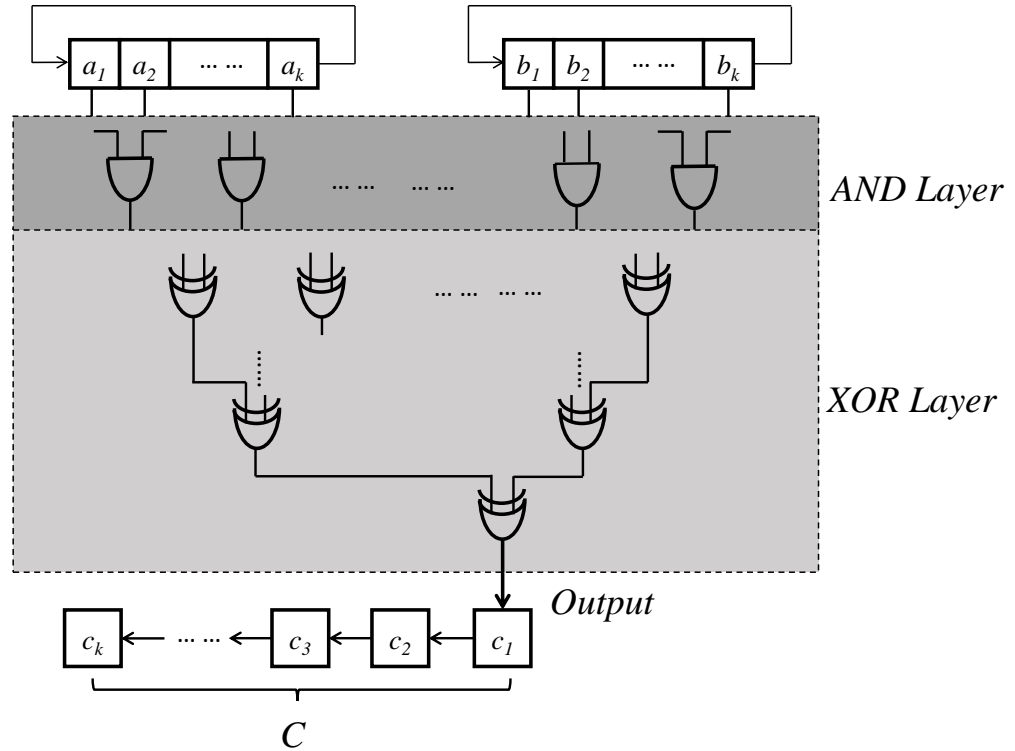 a1 a2 ... ... ak b1 b2 ... ... bk
... ... ... ...
AND Layer
... ... ... ...
XOR Layer
Output
ck ... ... c3 c2 c1
C